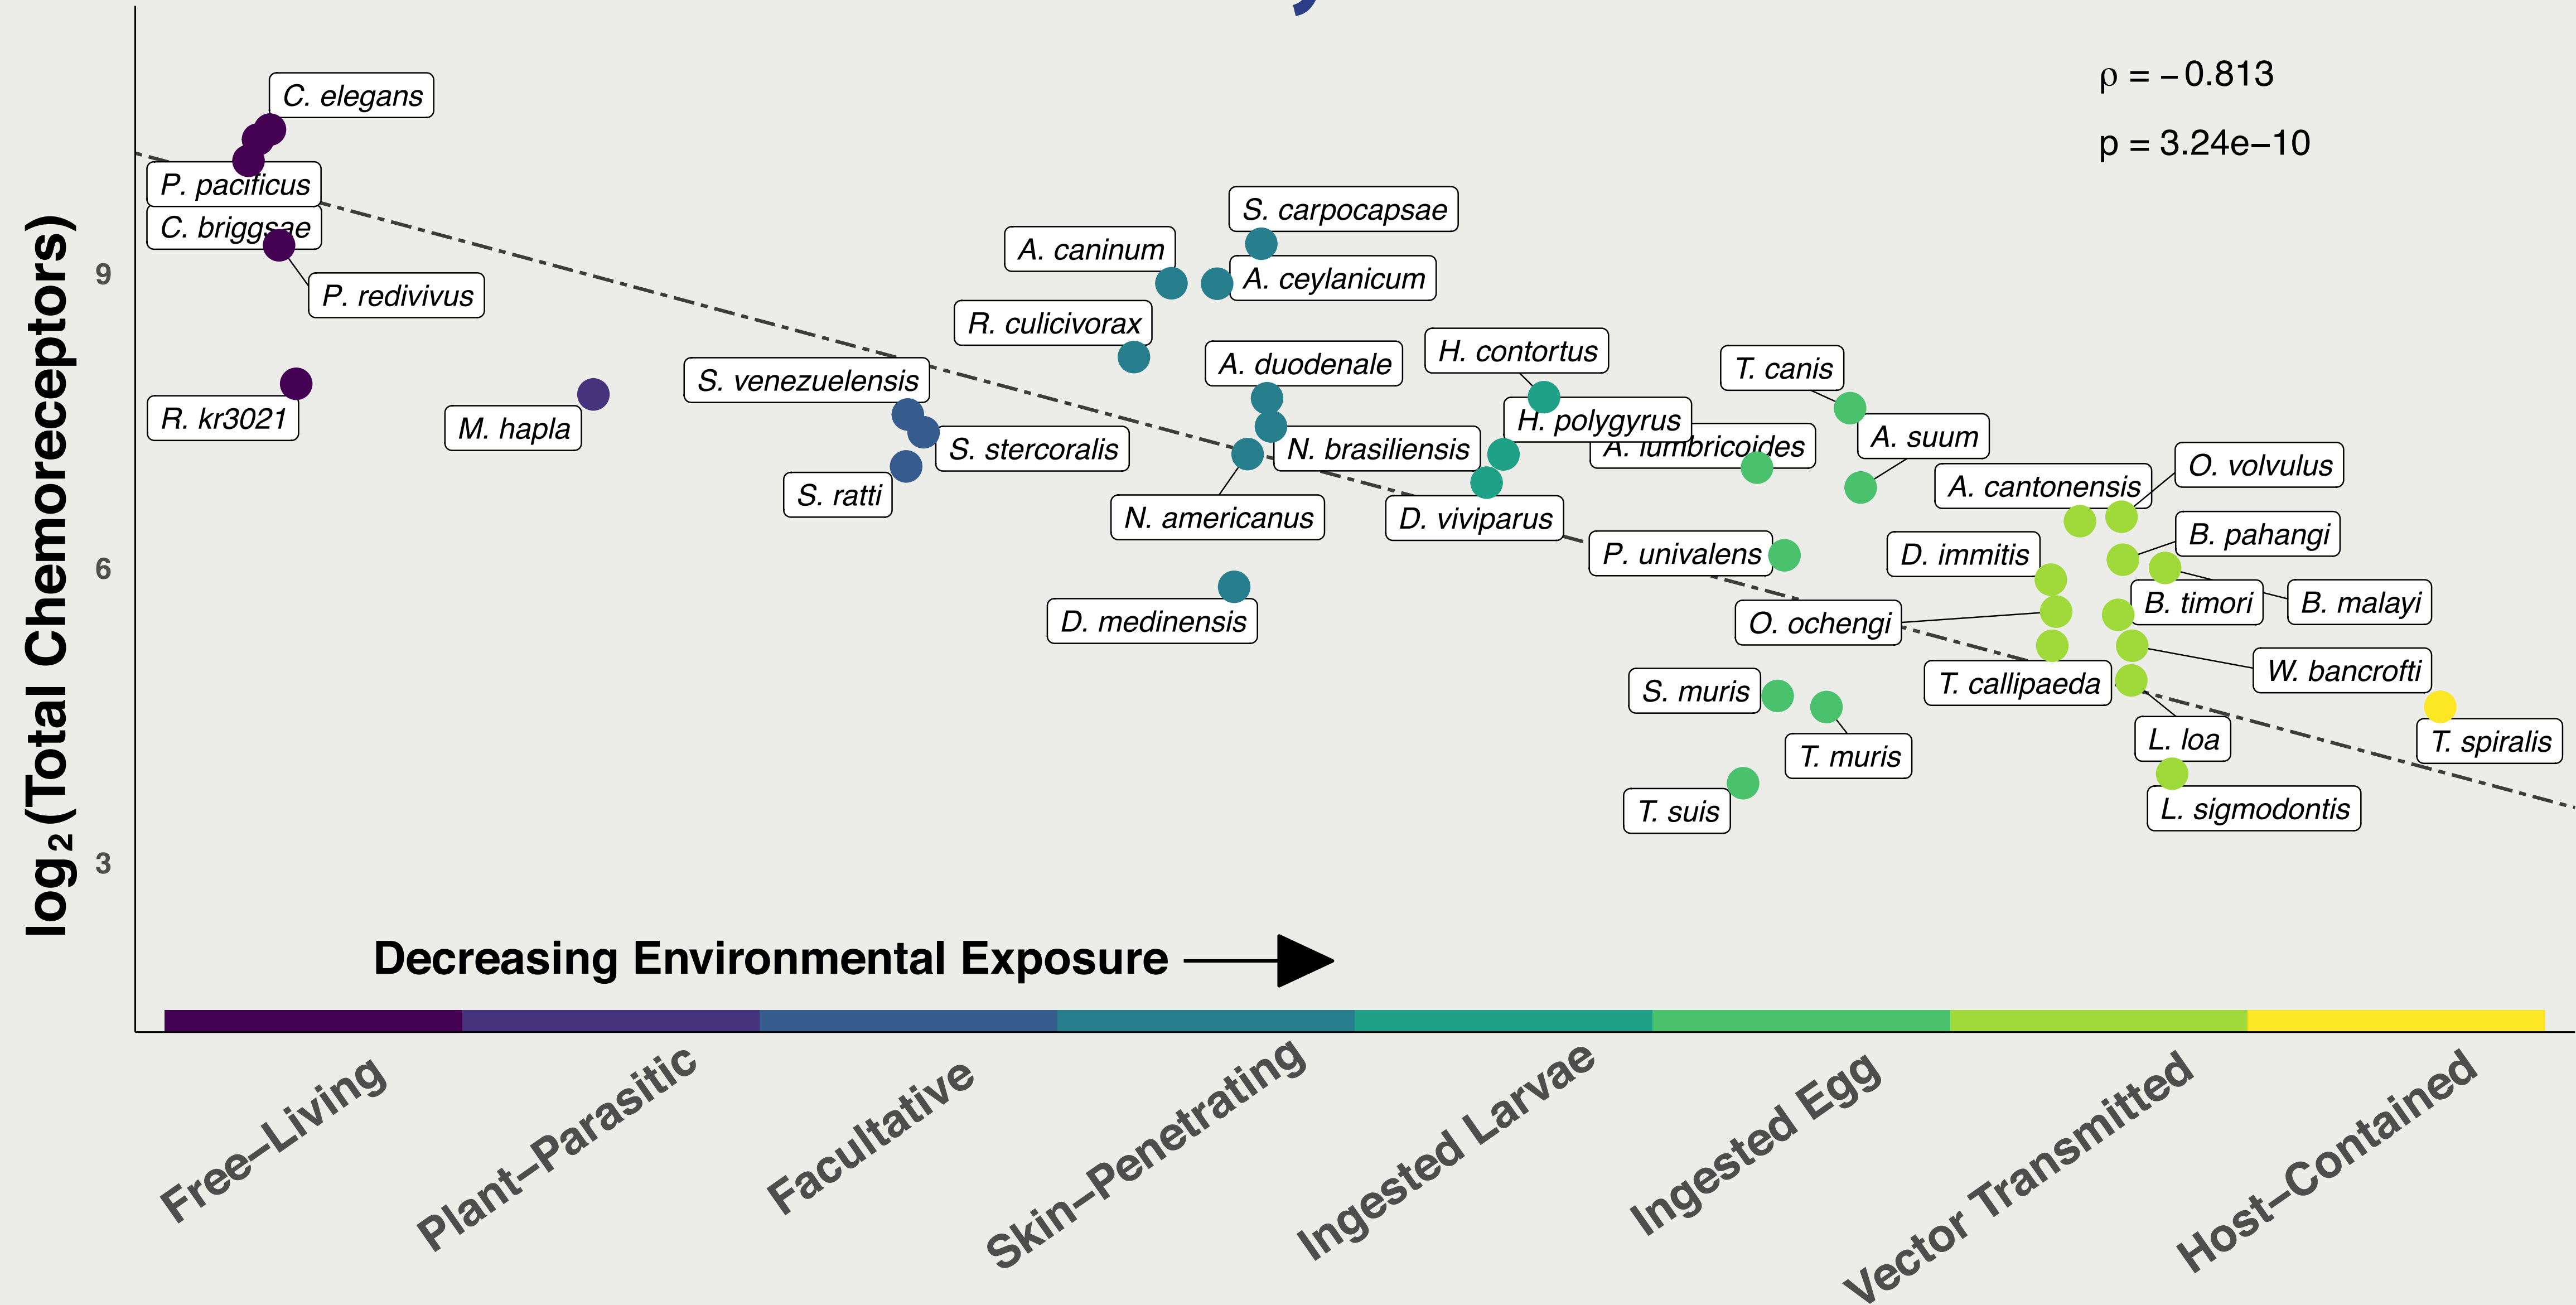 C. elegans
ρ = −0.813
p = 3.24e−10
P. pacificus
C. briggsae
P. redivivus
R. kr3021
M. hapla
S. venezuelensis
S. stercoralis
S. ratti
S. carpocapsae
A. caninum
A. ceylanicum
R. culicivorax
A. duodenale
N. brasiliensis
N. americanus
D. medinensis
H. contortus
H. polygyrus
D. viviparus
T. canis
A. lumbricoides
A. suum
P. univalens
S. muris
T. muris
T. suis
O. volvulus
A. cantonensis
B. pahangi
D. immitis
B. timori
B. malayi
O. ochengi
W. bancrofti
T. callipaeda
L. loa
L. sigmodontis
T. spiralis
log2(Total Chemoreceptors)
9
6
3
Decreasing Environmental Exposure
Free–Living
Plant–Parasitic
Facultative
Skin–Penetrating
Ingested Larvae
Ingested Egg
Vector Transmitted
Host–Contained